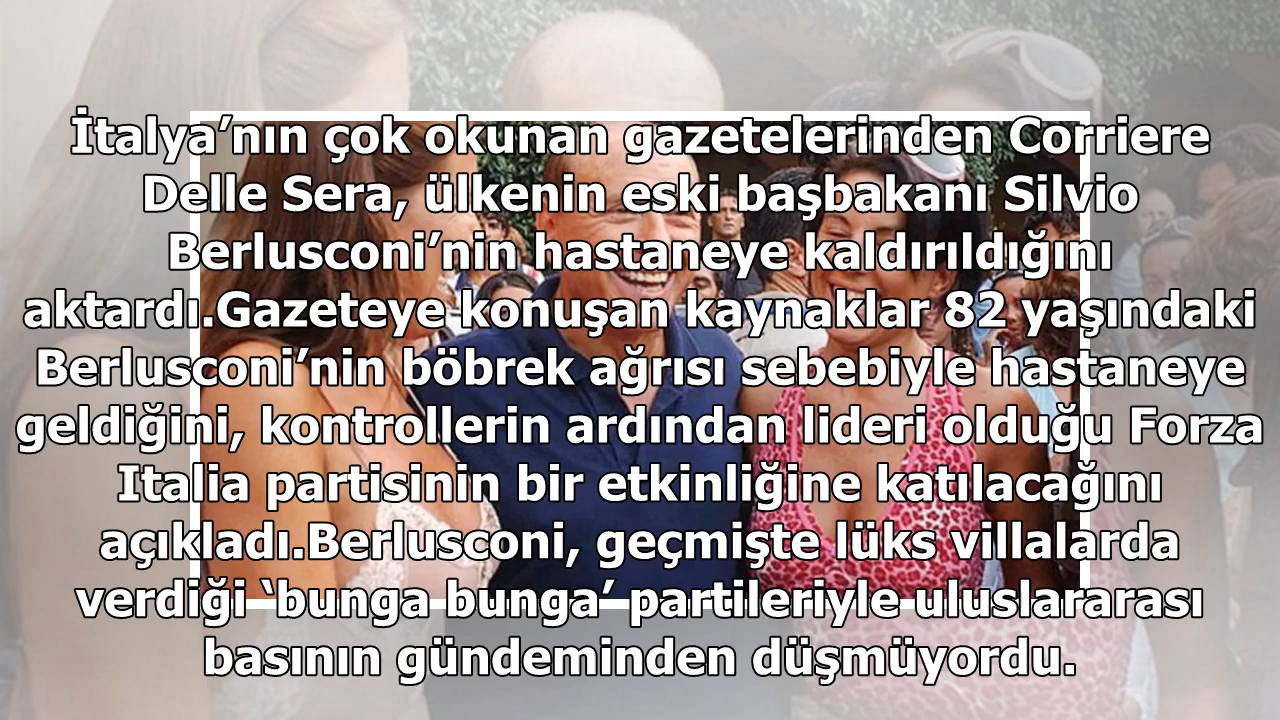 İtalya’nın çok okunan gazetelerinden Corriere
Delle Sera, ülkenin eski başbakanı Silvio
Berlusconi’nin hastaneye kaldırıldığını
aktardı.Gazeteye konuşan kaynaklar 82 yaşındaki
Berlusconi’nin böbrek ağrısı sebebiyle hastaneye
geldiğini, kontrollerin ardından lideri olduğu Forza
Italia partisinin bir etkinliğine katılacağını
açıkladı.Berlusconi, geçmişte lüks villalarda
verdiği ‘bunga bunga’ partileriyle uluslararası
basının gündeminden düşmüyordu.